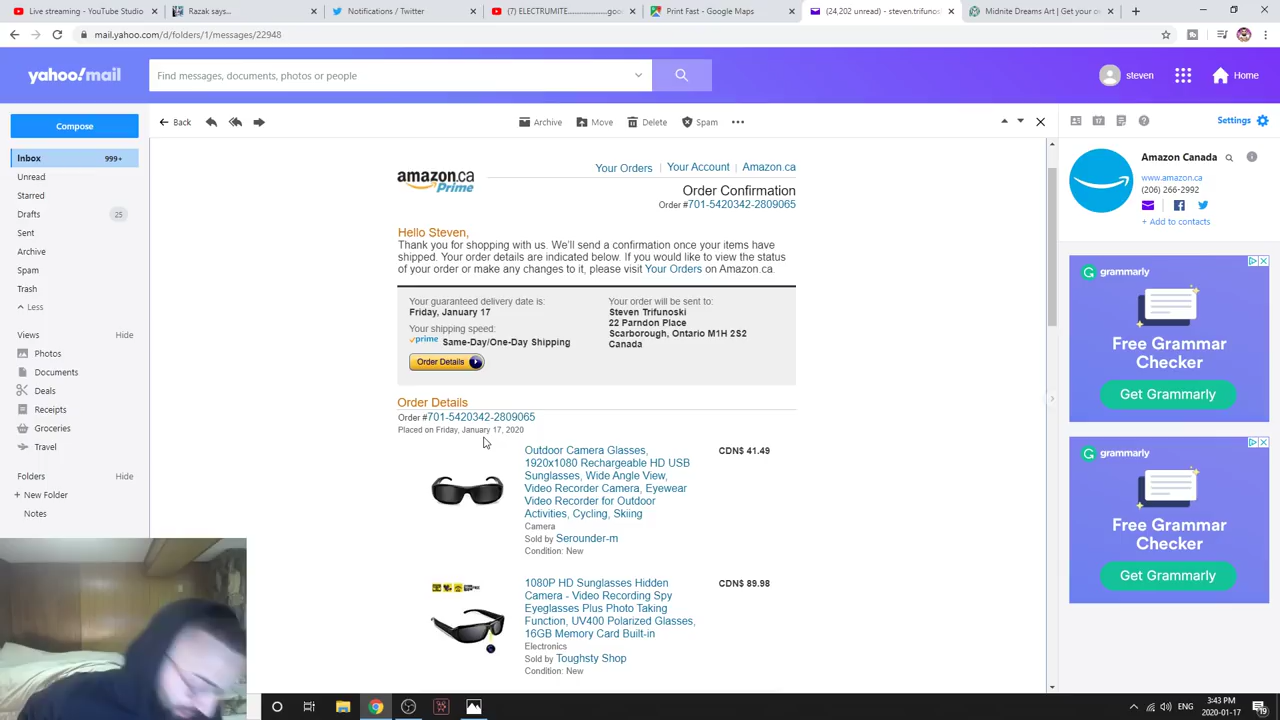 Live streaming - YouTube Studio
Razak say...
Notifications / Twitter
(7) ELECTRUMITE..................goo
Print Fast - Google Maps
(24,202 unread) - steven.trifunos
Midnite Dreams Art | Get your o
mail.yahoo.com/d/folders/1/messages/22948
yahoo!mail
Find messages, documents, photos or people
steven
Home
Compose
Back
Archive
Move
Delete
Spam
Settings
Inbox 999+
Unread
Starred
Drafts 25
Sent
Archive
Spam
Trash
Less
Views Hide
Photos
Documents
Deals
Receipts
Groceries
Travel
Folders Hide
+ New Folder
Notes
amazon.ca
Prime
Your Orders | Your Account | Amazon.ca
Order Confirmation
Order #701-5420342-2809065
Hello Steven,
Thank you for shopping with us. We'll send a confirmation once your items have
shipped. Your order details are indicated below. If you would like to view the status
of your order or make any changes to it, please visit Your Orders on Amazon.ca.
Your guaranteed delivery date is:
Friday, January 17
Your shipping speed:
prime Same-Day/One-Day Shipping
Order Details
Your order will be sent to:
Steven Trifunoski
22 Parndon Place
Scarborough, Ontario M1H 2S2
Canada
Order Details
Order #701-5420342-2809065
Placed on Friday, January 17, 2020
Outdoor Camera Glasses, CDN$ 41.49
1920x1080 Rechargeable HD USB
Sunglasses, Wide Angle View,
Video Recorder Camera, Eyewear
Video Recorder for Outdoor
Activities, Cycling, Skiing
Camera
Sold by Serounder-m
Condition: New
1080P HD Sunglasses Hidden CDN$ 89.98
Camera - Video Recording Spy
Eyeglasses Plus Photo Taking
Function, UV400 Polarized Glasses,
16GB Memory Card Built-in
Electronics
Sold by Toughsty Shop
Condition: New
Amazon Canada
www.amazon.ca
(206) 266-2992
+ Add to contacts
grammarly
Free Grammar
Checker
Get Grammarly
grammarly
Free Grammar
Checker
Get Grammarly
ENG
3:43 PM
2020-01-17
19